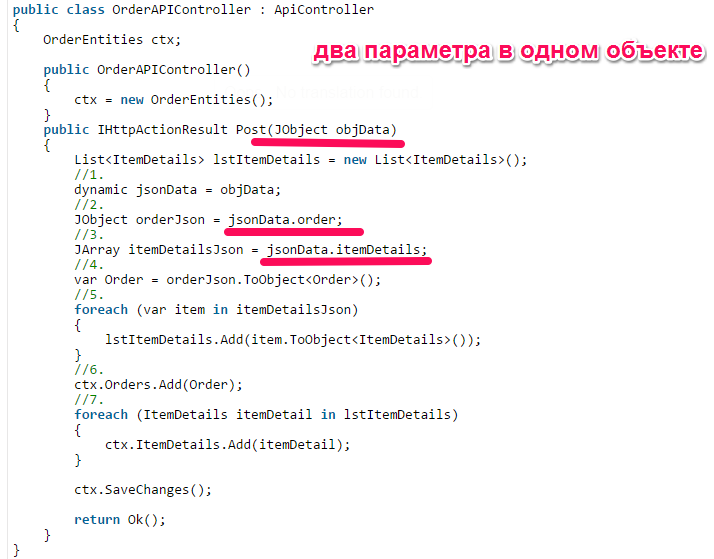 public class OrderAPIController : ApiController
{
    OrderEntities ctx;
два параметра в одном объекте
    public OrderAPIController()
    {
        ctx = new OrderEntities();
    }
    public IHttpActionResult Post(JObject objData)
    {
        List<ItemDetails> lstItemDetails = new List<ItemDetails>();
        //1.
        dynamic jsonData = objData;
        //2.
        JObject orderJson = jsonData.order;
        //3.
        JArray itemDetailsJson = jsonData.itemDetails;
        //4.
        var Order = orderJson.ToObject<Order>();
        //5.
        foreach (var item in itemDetailsJson)
        {
            lstItemDetails.Add(item.ToObject<ItemDetails>());
        }
        //6.
        ctx.Orders.Add(Order);
        //7.
        foreach (ItemDetails itemDetail in lstItemDetails)
        {
            ctx.ItemDetails.Add(itemDetail);
        }

        ctx.SaveChanges();

        return Ok();
    }
}